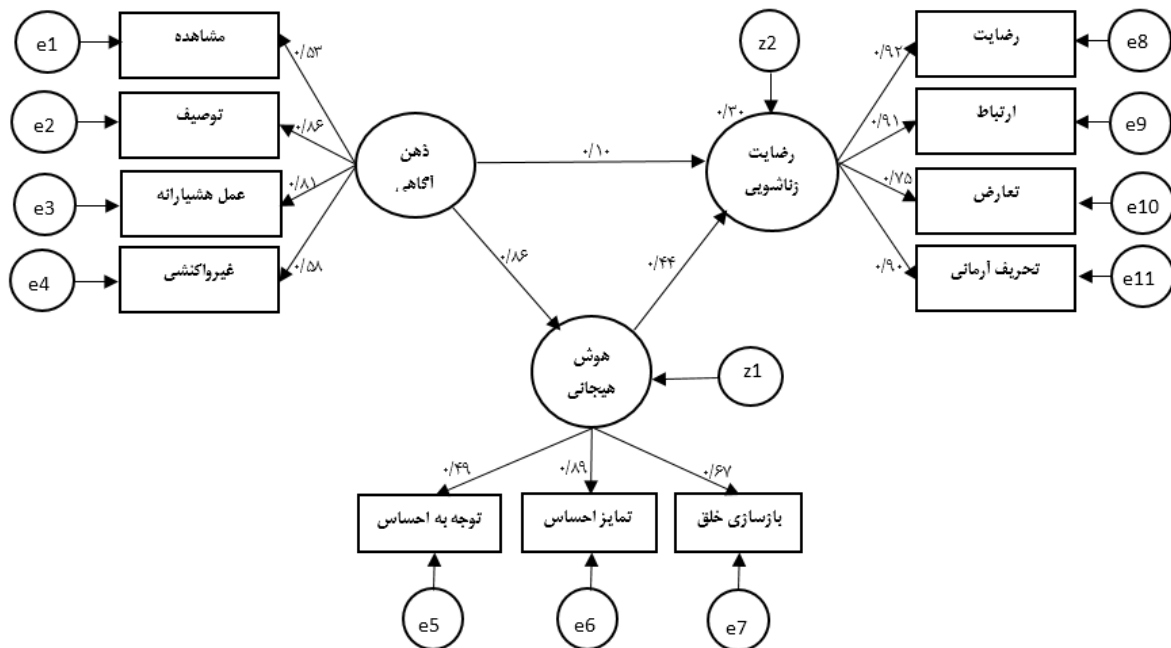 e1
مشاهده
۰/۵۳
e2
توصیف
۰/۸۶
e3
عمل هشیارانه
۰/۸۱
e4
غیرواکنشی
۰/۵۸
ذهن
آگاهی
۰/۱۰
z2
۰/۳۰
رضایت
زناشویی
۰/۹۲
رضایت
e8
۰/۹۱
ارتباط
e9
۰/۷۵
تعارض
e10
۰/۹۰
تحریف آرمانی
e11
۰/۸۶
۰/۴۴
هوش
هیجانی
z1
۰/۴۹
۰/۸۹
۰/۶۷
توجه به احساس
تمایز احساس
بازسازی خلق
e5
e6
e7